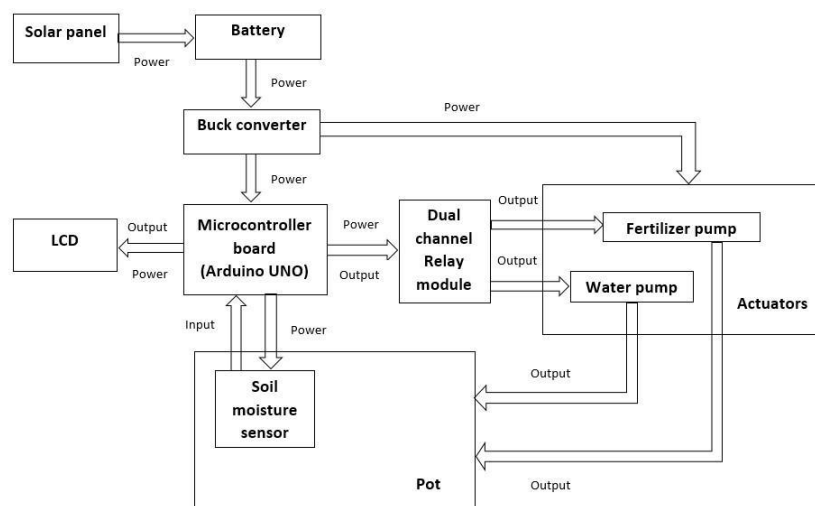 Solar panel
Battery
Power
Power
Power
Buck converter
Power
LCD
Output
Power
Microcontroller
board
(Arduino UNO)
Power
Output
Dual
channel
Relay
module
Output
Output
Fertilizer pump
Water pump
Actuators
Input
Power
Soil
moisture
sensor
Output
Pot
Output